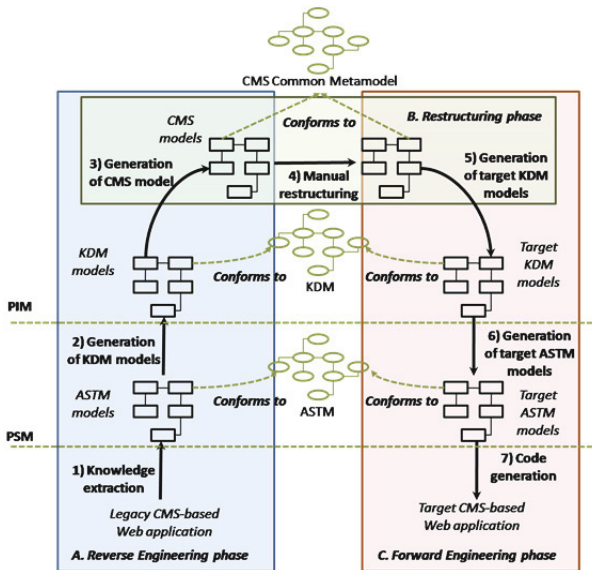 CMS Common Metamodel
CMS
models
Conforms to
B. Restructuring phase
3) Generation
of CMS model
4) Manual
restructuring
5) Generation
of target KDM
models
KDM
models
Conforms to
KDM
Conforms to
Target
KDM
models
PIM
2) Generation
of KDM models
6) Generation
of target ASTM
models
ASTM
models
Conforms to
ASTM
Conforms to
Target
ASTM
models
PSM
1) Knowledge
extraction
7) Code
generation
Legacy CMS-based
Web application
Target CMS-based
Web application
A. Reverse Engineering phase
C. Forward Engineering phase